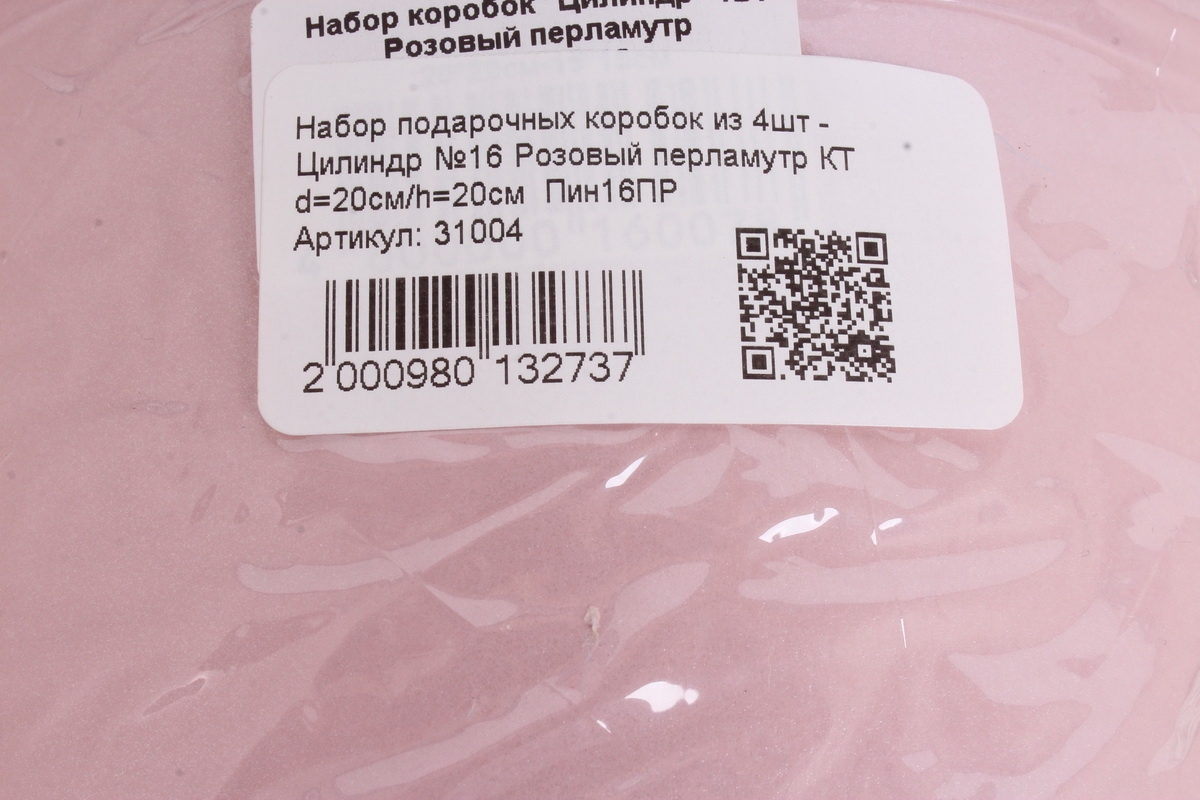 Набор коробок "Цилиндр
Розовый перламутр
Набор подарочных коробок из 4шт -
Цилиндр №16 Розовый перламутр КТ
d=20см/h=20см Пин16ПР
Артикул: 31004
2 000980 132737